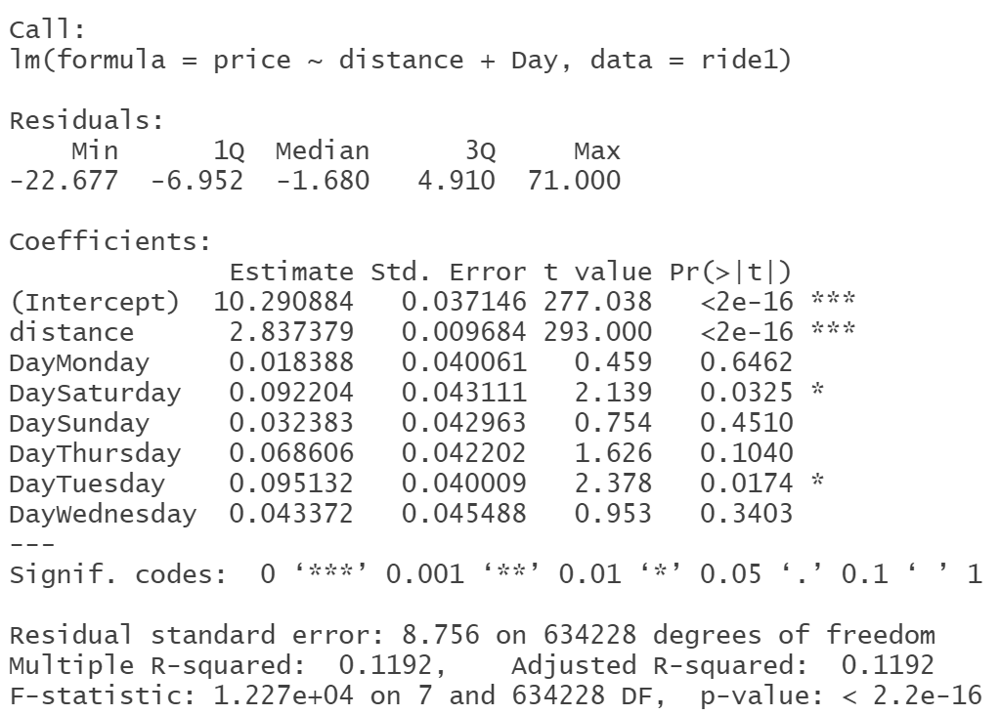 Call:
lm(formula = price ~ distance + Day, data = ride1)
Residuals:
    Min      1Q  Median      3Q     Max
-22.677  -6.952  -1.680   4.910  71.000
Coefficients:
              Estimate Std. Error t value Pr(>|t|)
(Intercept)  10.290884   0.037146 277.038   <2e-16 ***
distance      2.837379   0.009684 293.000   <2e-16 ***
DayMonday     0.018388   0.040061   0.459   0.6462
DaySaturday   0.092204   0.043111   2.139   0.0325 *
DaySunday     0.032383   0.042963   0.754   0.4510
DayThursday   0.068606   0.042202   1.626   0.1040
DayTuesday    0.095132   0.040009   2.378   0.0174 *
DayWednesday  0.043372   0.045488   0.953   0.3403
---
Signif. codes:  0 ‘***’ 0.001 ‘**’ 0.01 ‘*’ 0.05 ‘.’ 0.1 ‘ ’ 1
Residual standard error: 8.756 on 634228 degrees of freedom
Multiple R-squared:  0.1192,    Adjusted R-squared:  0.1192
F-statistic: 1.227e+04 on 7 and 634228 DF,  p-value: < 2.2e-16